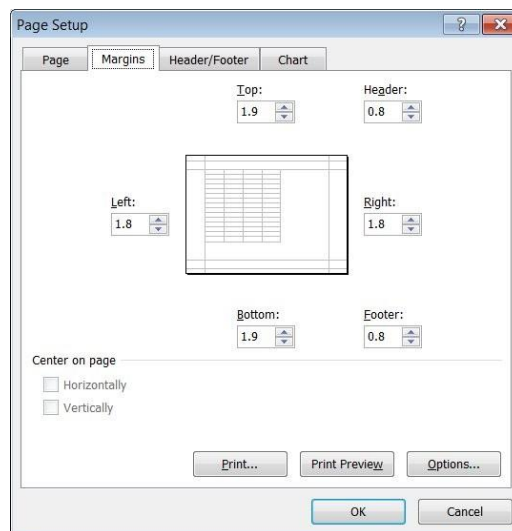 Page Setup
Page Margins Header/Footer Chart
Top: Header:
1.9 0.8
Left: Right:
1.8 1.8
Bottom: Footer:
1.9 0.8
Center on page
Horizontally
Vertically
Print... Print Preview Options...
OK Cancel